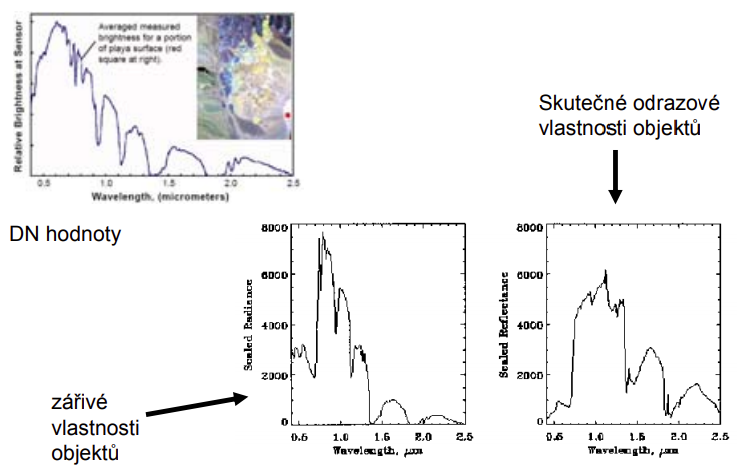 Averaged measured
brightness for a portion
of playa surface (red
square at right).
Relative Brightness at Sensor
0.5
1.0
1.5
2.0
2.5
Wavelength, (micrometers)
Skutečné odrazové
vlastnosti objektů
DN hodnoty
8000
6000
4000
2000
0
Scaled Radiance
0.5
1.0
1.5
2.0
2.5
Wavelength, μm
8000
6000
4000
2000
0
Scaled Reflectance
0.5
1.0
1.5
2.0
2.5
Wavelength, μm
zářivé
vlastnosti
objektů